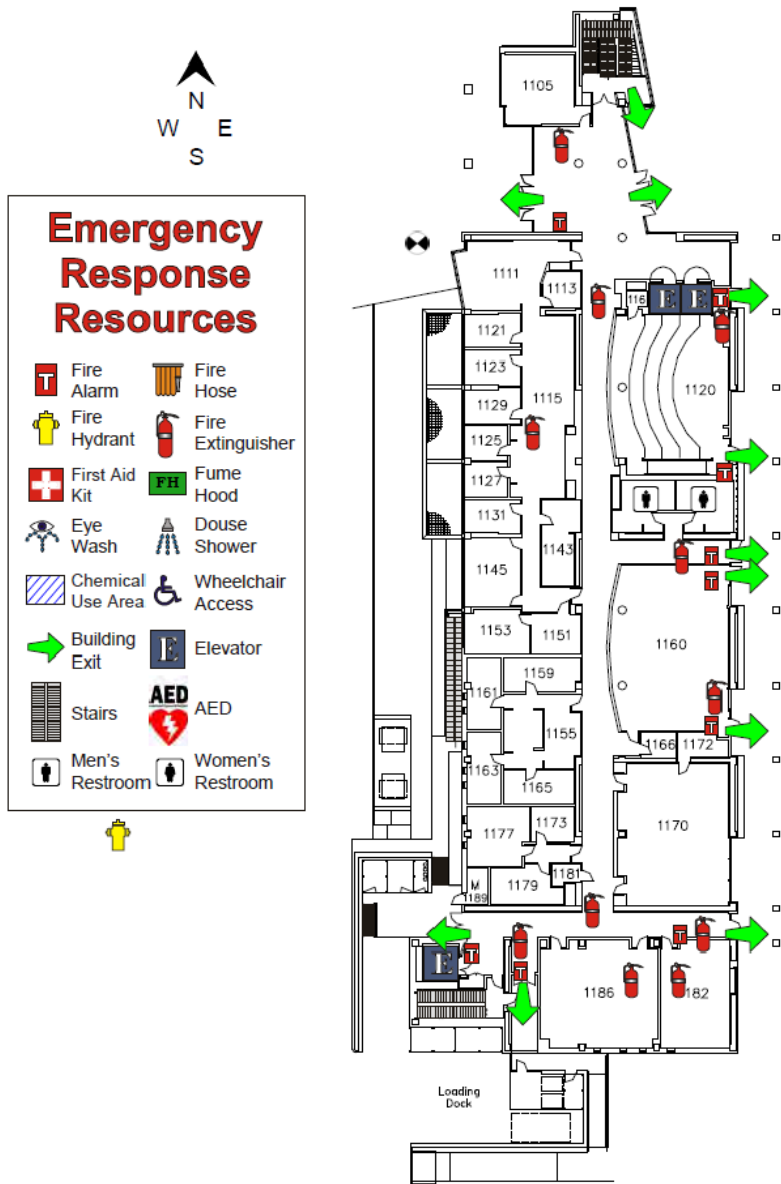 N
W E
S
Emergency
Response
Resources
T Fire Alarm
Fire Hose
Fire Hydrant
Fire Extinguisher
First Aid Kit
FH Fume Hood
Eye Wash
Douse Shower
Chemical Use Area
Wheelchair Access
Building Exit
E Elevator
Stairs
AED AED
Men's Restroom
Women's Restroom
1105
T
1111
1113
116
E E T
1121
1123
1115
1120
1129
1125
1127
T
1131
1143
1145
T
T
1153
1151
1160
1159
1161
1155
T
1166
1172
1163
1165
1170
1177
1173
1181
M
1189
1179
T
T
E
T
1186
182
Loading
Dock